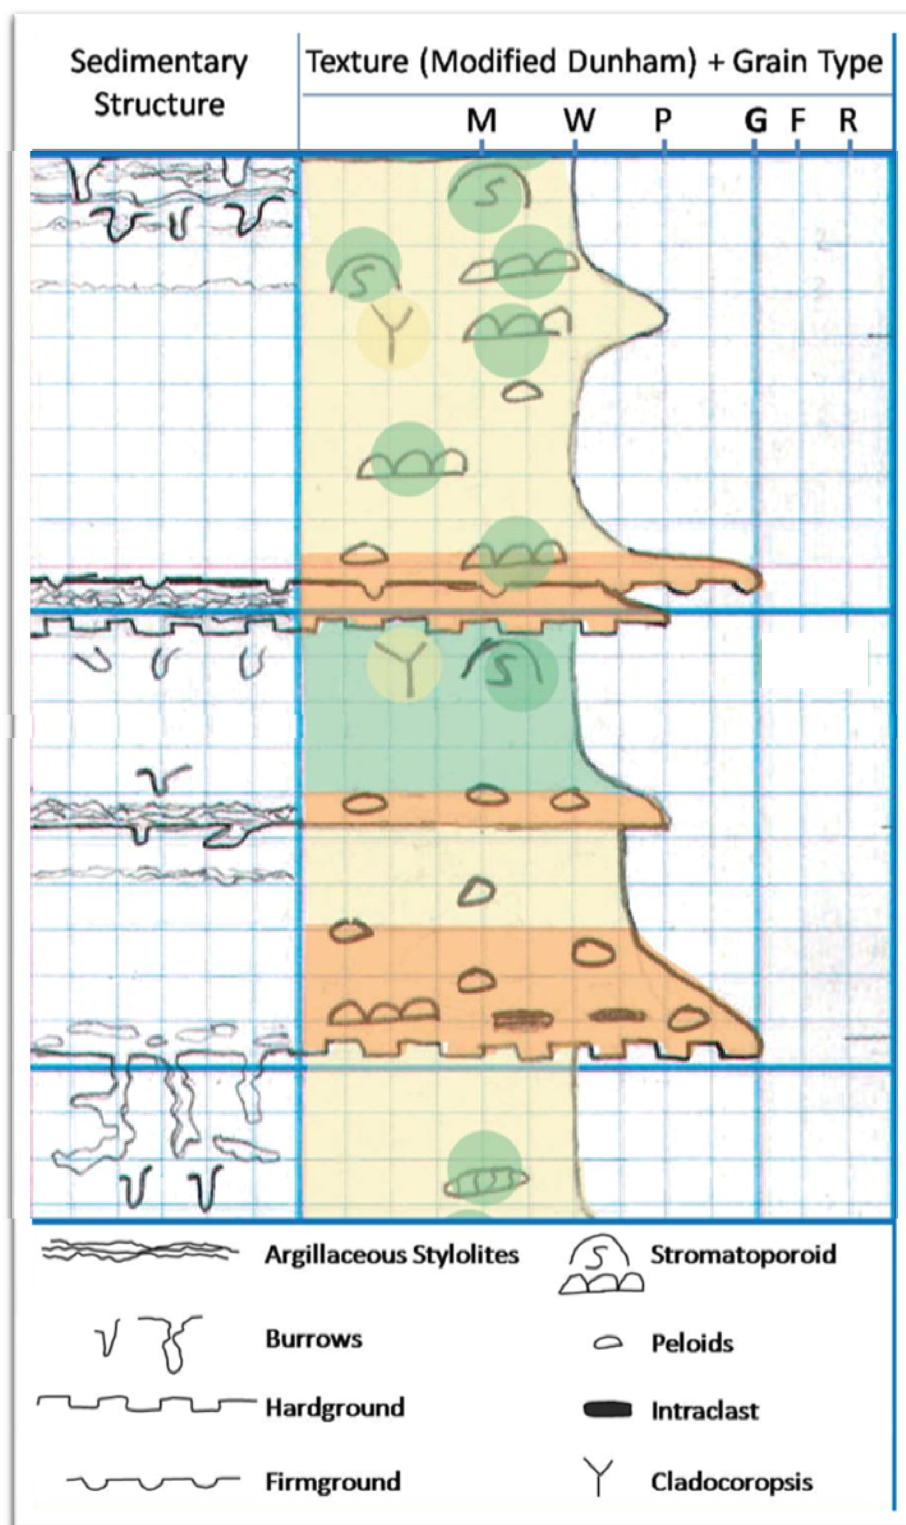 Sedimentary
Structure
Texture (Modified Dunham) + Grain Type
M W P G F R
S
S
S
Argillaceous Stylolites
Stromatoporoid
S
Burrows
Peloids
Hardground
Intraclast
Firmground
Cladocoropsis